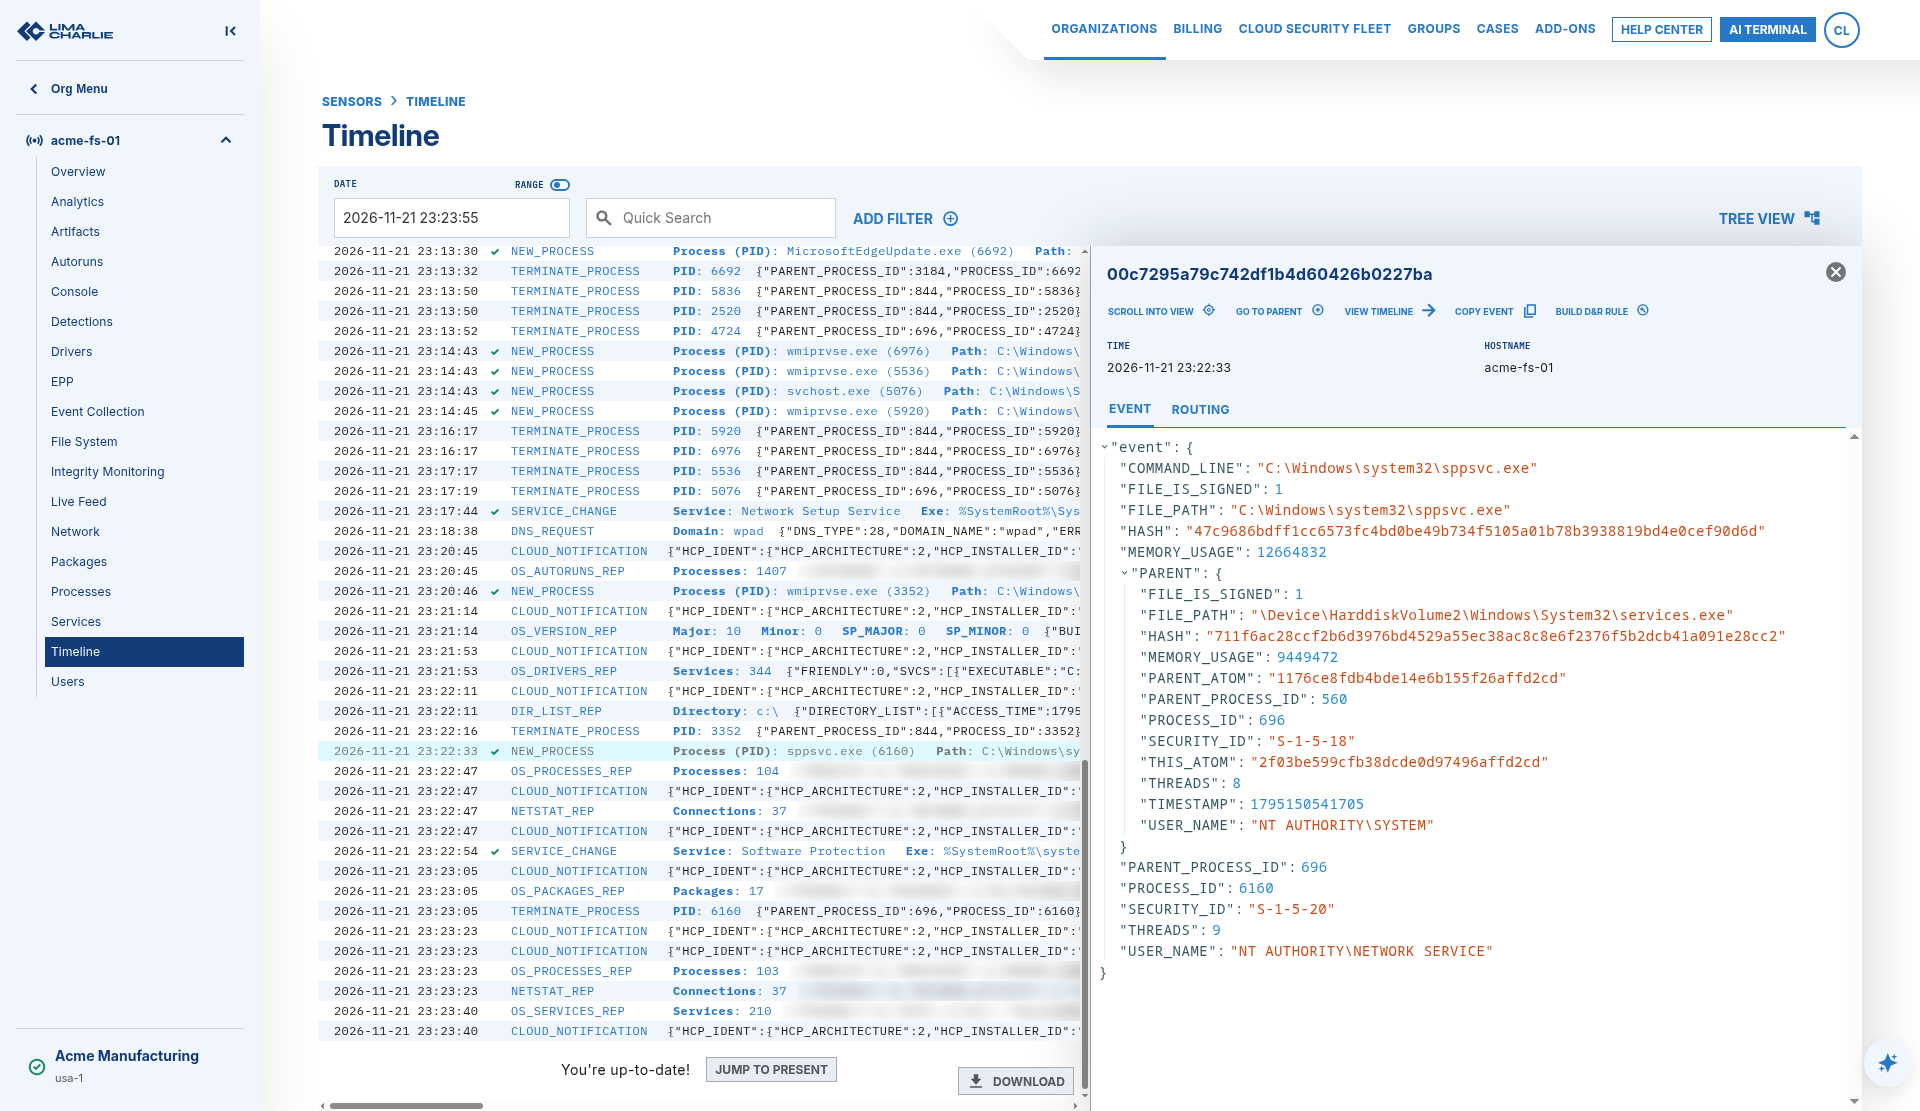 LIMA
CHARLIE
Org Menu
acme-fs-01
Overview
Analytics
Artifacts
Autoruns
Console
Detections
Drivers
EPP
Event Collection
File System
Integrity Monitoring
Live Feed
Network
Packages
Processes
Services
Timeline
Users
Acme Manufacturing
usa-1
ORGANIZATIONS BILLING CLOUD SECURITY FLEET GROUPS CASES ADD-ONS HELP CENTER AI TERMINAL CL
SENSORS > TIMELINE
Timeline
DATE RANGE
2026-11-21 23:23:55 Quick Search ADD FILTER TREE VIEW
2026-11-21 23:13:30 ✓ NEW_PROCESS Process (PID): MicrosoftEdgeUpdate.exe (6692) Path:
2026-11-21 23:13:32 TERMINATE_PROCESS PID: 6692 {"PARENT_PROCESS_ID":3184,"PROCESS_ID":6692
2026-11-21 23:13:50 TERMINATE_PROCESS PID: 5836 {"PARENT_PROCESS_ID":844,"PROCESS_ID":5836}
2026-11-21 23:13:50 TERMINATE_PROCESS PID: 2520 {"PARENT_PROCESS_ID":844,"PROCESS_ID":2520}
2026-11-21 23:13:52 TERMINATE_PROCESS PID: 4724 {"PARENT_PROCESS_ID":696,"PROCESS_ID":4724}
2026-11-21 23:14:43 ✓ NEW_PROCESS Process (PID): wmiprvse.exe (6976) Path: C:\Windows\
2026-11-21 23:14:43 ✓ NEW_PROCESS Process (PID): wmiprvse.exe (5536) Path: C:\Windows\
2026-11-21 23:14:43 ✓ NEW_PROCESS Process (PID): svchost.exe (5076) Path: C:\Windows\S
2026-11-21 23:14:45 ✓ NEW_PROCESS Process (PID): wmiprvse.exe (5920) Path: C:\Windows\
2026-11-21 23:16:17 TERMINATE_PROCESS PID: 5920 {"PARENT_PROCESS_ID":844,"PROCESS_ID":5920}
2026-11-21 23:16:17 TERMINATE_PROCESS PID: 6976 {"PARENT_PROCESS_ID":844,"PROCESS_ID":6976}
2026-11-21 23:17:17 TERMINATE_PROCESS PID: 5536 {"PARENT_PROCESS_ID":844,"PROCESS_ID":5536}
2026-11-21 23:17:19 TERMINATE_PROCESS PID: 5076 {"PARENT_PROCESS_ID":696,"PROCESS_ID":5076}
2026-11-21 23:17:44 ✓ SERVICE_CHANGE Service: Network Setup Service Exe: %SystemRoot%\Sys
2026-11-21 23:18:38 DNS_REQUEST Domain: wpad {"DNS_TYPE":28,"DOMAIN_NAME":"wpad","ERR
2026-11-21 23:20:45 CLOUD_NOTIFICATION {"HCP_IDENT":{"HCP_ARCHITECTURE":2,"HCP_INSTALLER_ID":"
2026-11-21 23:20:45 OS_AUTORUNS_REP Processes: 1407
2026-11-21 23:20:46 ✓ NEW_PROCESS Process (PID): wmiprvse.exe (3352) Path: C:\Windows\
2026-11-21 23:21:14 CLOUD_NOTIFICATION {"HCP_IDENT":{"HCP_ARCHITECTURE":2,"HCP_INSTALLER_ID":"
2026-11-21 23:21:14 OS_VERSION_REP Major: 10 Minor: 0 SP_MAJOR: 0 SP_MINOR: 0 {"BUI
2026-11-21 23:21:53 CLOUD_NOTIFICATION {"HCP_IDENT":{"HCP_ARCHITECTURE":2,"HCP_INSTALLER_ID":"
2026-11-21 23:21:53 OS_DRIVERS_REP Services: 344 {"FRIENDLY":0,"SVCS":[{"EXECUTABLE":"C:
2026-11-21 23:22:11 CLOUD_NOTIFICATION {"HCP_IDENT":{"HCP_ARCHITECTURE":2,"HCP_INSTALLER_ID":"
2026-11-21 23:22:11 DIR_LIST_REP Directory: c:\ {"DIRECTORY_LIST":[{"ACCESS_TIME":1795
2026-11-21 23:22:16 TERMINATE_PROCESS PID: 3352 {"PARENT_PROCESS_ID":844,"PROCESS_ID":3352}
2026-11-21 23:22:33 ✓ NEW_PROCESS Process (PID): sppsvc.exe (6160) Path: C:\Windows\sy
2026-11-21 23:22:47 OS_PROCESSES_REP Processes: 104
2026-11-21 23:22:47 CLOUD_NOTIFICATION {"HCP_IDENT":{"HCP_ARCHITECTURE":2,"HCP_INSTALLER_ID":"
2026-11-21 23:22:47 NETSTAT_REP Connections: 37
2026-11-21 23:22:47 CLOUD_NOTIFICATION {"HCP_IDENT":{"HCP_ARCHITECTURE":2,"HCP_INSTALLER_ID":"
2026-11-21 23:22:54 ✓ SERVICE_CHANGE Service: Software Protection Exe: %SystemRoot%\syste
2026-11-21 23:23:05 CLOUD_NOTIFICATION {"HCP_IDENT":{"HCP_ARCHITECTURE":2,"HCP_INSTALLER_ID":"
2026-11-21 23:23:05 OS_PACKAGES_REP Packages: 17
2026-11-21 23:23:05 TERMINATE_PROCESS PID: 6160 {"PARENT_PROCESS_ID":696,"PROCESS_ID":6160}
2026-11-21 23:23:23 CLOUD_NOTIFICATION {"HCP_IDENT":{"HCP_ARCHITECTURE":2,"HCP_INSTALLER_ID":"
2026-11-21 23:23:23 CLOUD_NOTIFICATION {"HCP_IDENT":{"HCP_ARCHITECTURE":2,"HCP_INSTALLER_ID":"
2026-11-21 23:23:23 OS_PROCESSES_REP Processes: 103
2026-11-21 23:23:23 NETSTAT_REP Connections: 37
2026-11-21 23:23:40 OS_SERVICES_REP Services: 210
2026-11-21 23:23:40 CLOUD_NOTIFICATION {"HCP_IDENT":{"HCP_ARCHITECTURE":2,"HCP_INSTALLER_ID":"
You're up-to-date! JUMP TO PRESENT
DOWNLOAD
00c7295a79c742df1b4d60426b0227ba
SCROLL INTO VIEW GO TO PARENT VIEW TIMELINE COPY EVENT BUILD D&R RULE
TIME HOSTNAME
2026-11-21 23:22:33 acme-fs-01
EVENT ROUTING
"event": {
"COMMAND_LINE": "C:\Windows\system32\sppsvc.exe"
"FILE_IS_SIGNED": 1
"FILE_PATH": "C:\Windows\system32\sppsvc.exe"
"HASH": "47c9686bdff1cc6573fc4bd0be49b734f5105a01b78b3938819bd4e0cef90d6d"
"MEMORY_USAGE": 12664832
"PARENT": {
"FILE_IS_SIGNED": 1
"FILE_PATH": "\Device\HarddiskVolume2\Windows\System32\services.exe"
"HASH": "711f6ac28ccf2b6d3976bd4529a55ec38ac8c8e6f2376f5b2dcb41a091e28cc2"
"MEMORY_USAGE": 9449472
"PARENT_ATOM": "1176ce8fdb4bde14e6b155f26affd2cd"
"PARENT_PROCESS_ID": 560
"PROCESS_ID": 696
"SECURITY_ID": "S-1-5-18"
"THIS_ATOM": "2f03be599cfb38dcde0d97496affd2cd"
"THREADS": 8
"TIMESTAMP": 1795150541705
"USER_NAME": "NT AUTHORITY\SYSTEM"
}
"PARENT_PROCESS_ID": 696
"PROCESS_ID": 6160
"SECURITY_ID": "S-1-5-20"
"THREADS": 9
"USER_NAME": "NT AUTHORITY\NETWORK SERVICE"
}